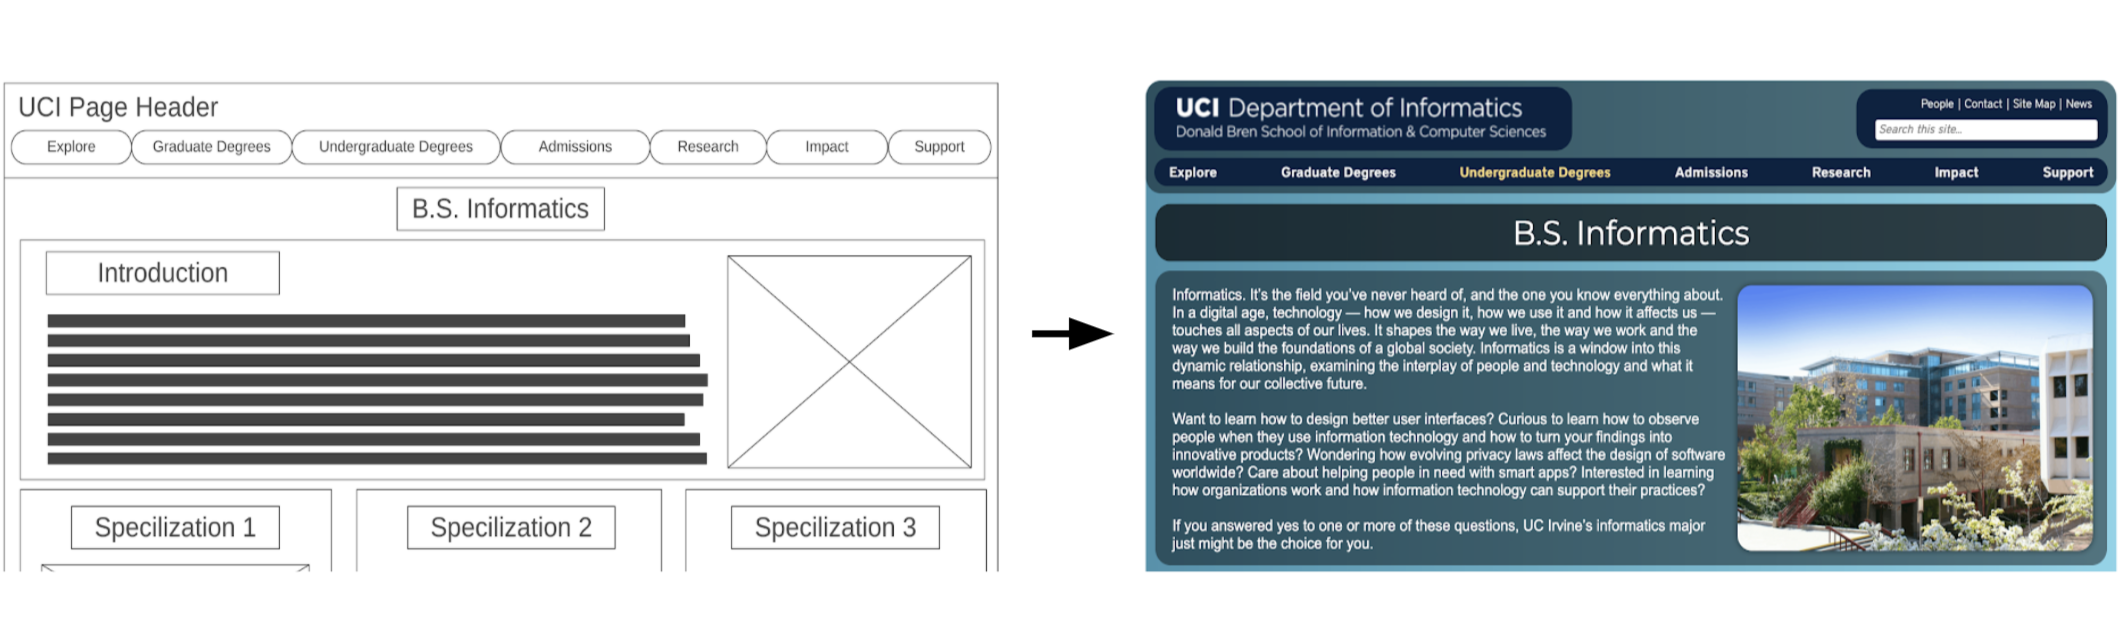 UCI Page Header
Explore
Graduate Degrees
Undergraduate Degrees
Admissions
Research
Impact
Support
B.S. Informatics
Introduction
Specilization 1
Specilization 2
Specilization 3
UCI Department of Informatics
Donald Bren School of Information & Computer Sciences
People | Contact | Site Map | News
Search this site...
Explore
Graduate Degrees
Undergraduate Degrees
Admissions
Research
Impact
Support
B.S. Informatics
Informatics. It's the field you've never heard of, and the one you know everything about.
In a digital age, technology — how we design it, how we use it and how it affects us —
touches all aspects of our lives. It shapes the way we live, the way we work and the
way we build the foundations of a global society. Informatics is a window into this
dynamic relationship, examining the interplay of people and technology and what it
means for our collective future.
Want to learn how to design better user interfaces? Curious to learn how to observe
people when they use information technology and how to turn your findings into
innovative products? Wondering how evolving privacy laws affect the design of software
worldwide? Care about helping people in need with smart apps? Interested in learning
how organizations work and how information technology can support their practices?
If you answered yes to one or more of these questions, UC Irvine's informatics major
just might be the choice for you.